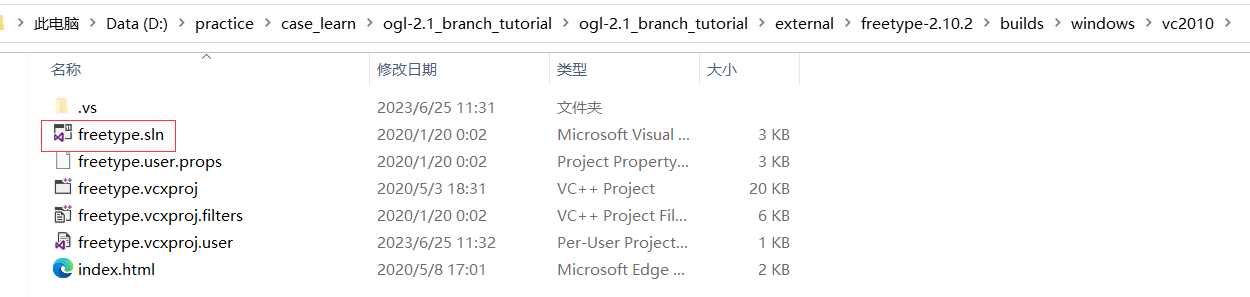 此电脑 › Data (D:) › practice › case_learn › ogl-2.1_branch_tutorial › ogl-2.1_branch_tutorial › external › freetype-2.10.2 › builds › windows › vc2010 ›
名称 修改日期 类型 大小
.vs 2023/6/25 11:31 文件夹
freetype.sln 2020/1/20 0:02 Microsoft Visual ... 3 KB
freetype.user.props 2020/1/20 0:02 Project Property... 3 KB
freetype.vcxproj 2020/5/3 18:31 VC++ Project 20 KB
freetype.vcxproj.filters 2020/1/20 0:02 VC++ Project Fil... 6 KB
freetype.vcxproj.user 2023/6/25 11:32 Per-User Project... 1 KB
index.html 2020/5/8 17:01 Microsoft Edge ... 2 KB